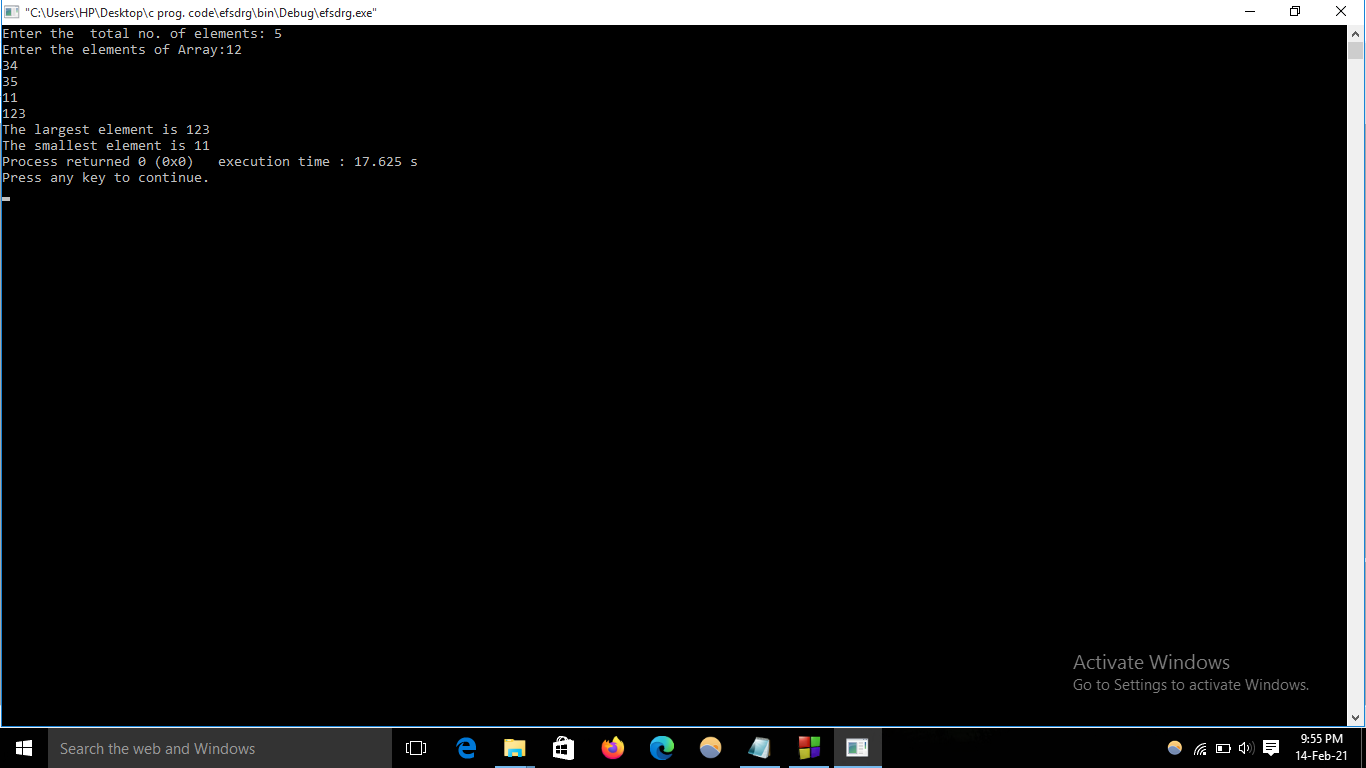 "C:\Users\HP\Desktop\c prog. code\efsdrg\bin\Debug\efsdrg.exe"
Enter the  total no. of elements: 5
Enter the elements of Array:12
34
35
11
123
The largest element is 123
The smallest element is 11
Process returned 0 (0x0)   execution time : 17.625 s
Press any key to continue.
Activate Windows
Go to Settings to activate Windows.
Search the web and Windows
9:55 PM
14-Feb-21